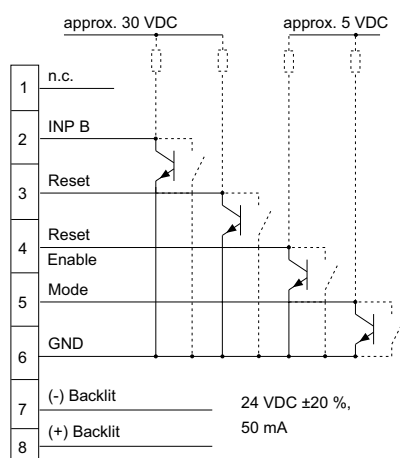 approx. 30 VDC
approx. 5 VDC
1
n.c.
2
INP B
3
Reset
4
Reset
Enable
5
Mode
6
GND
7
(-) Backlit
8
(+) Backlit
24 VDC ±20 %,
50 mA